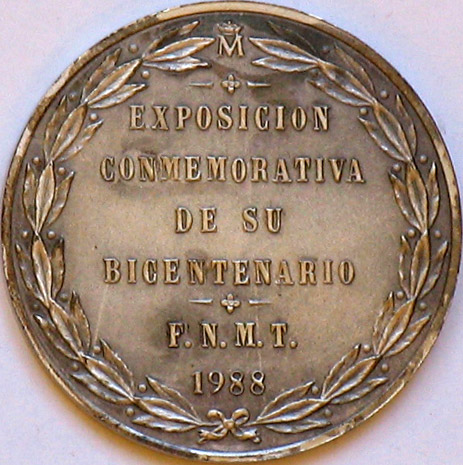 M
EXPOSICION
CONMEMORATIVA
DE SU
BICENTENARIO
F.N.M.T.
1988